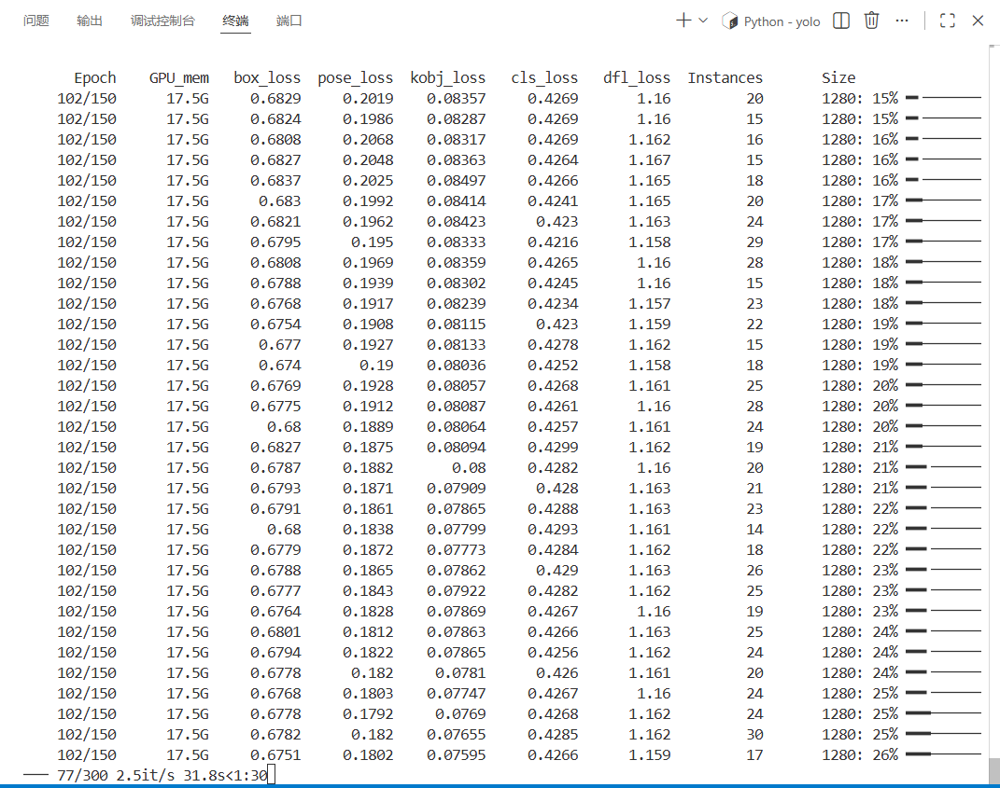 问题 输出 调试控制台 终端 端口 Python - yolo
Epoch GPU_mem box_loss pose_loss kobj_loss cls_loss dfl_loss Instances Size
102/150 17.5G 0.6829 0.2019 0.08357 0.4269 1.16 20 1280: 15%
102/150 17.5G 0.6824 0.1986 0.08287 0.4269 1.16 15 1280: 15%
102/150 17.5G 0.6808 0.2068 0.08317 0.4269 1.162 16 1280: 16%
102/150 17.5G 0.6827 0.2048 0.08363 0.4264 1.167 15 1280: 16%
102/150 17.5G 0.6837 0.2025 0.08497 0.4266 1.165 18 1280: 16%
102/150 17.5G 0.683 0.1992 0.08414 0.4241 1.165 20 1280: 17%
102/150 17.5G 0.6821 0.1962 0.08423 0.423 1.163 24 1280: 17%
102/150 17.5G 0.6795 0.195 0.08333 0.4216 1.158 29 1280: 17%
102/150 17.5G 0.6808 0.1969 0.08359 0.4265 1.16 28 1280: 18%
102/150 17.5G 0.6788 0.1939 0.08302 0.4245 1.16 15 1280: 18%
102/150 17.5G 0.6768 0.1917 0.08239 0.4234 1.157 23 1280: 18%
102/150 17.5G 0.6754 0.1908 0.08115 0.423 1.159 22 1280: 19%
102/150 17.5G 0.677 0.1927 0.08133 0.4278 1.162 15 1280: 19%
102/150 17.5G 0.674 0.19 0.08036 0.4252 1.158 18 1280: 19%
102/150 17.5G 0.6769 0.1928 0.08057 0.4268 1.161 25 1280: 20%
102/150 17.5G 0.6775 0.1912 0.08087 0.4261 1.16 28 1280: 20%
102/150 17.5G 0.68 0.1889 0.08064 0.4257 1.161 24 1280: 20%
102/150 17.5G 0.6827 0.1875 0.08094 0.4299 1.162 19 1280: 21%
102/150 17.5G 0.6787 0.1882 0.08 0.4282 1.16 20 1280: 21%
102/150 17.5G 0.6793 0.1871 0.07909 0.428 1.163 21 1280: 21%
102/150 17.5G 0.6791 0.1861 0.07865 0.4288 1.163 23 1280: 22%
102/150 17.5G 0.68 0.1838 0.07799 0.4293 1.161 14 1280: 22%
102/150 17.5G 0.6779 0.1872 0.07773 0.4284 1.162 18 1280: 22%
102/150 17.5G 0.6788 0.1865 0.07862 0.429 1.163 26 1280: 23%
102/150 17.5G 0.6777 0.1843 0.07922 0.4282 1.162 25 1280: 23%
102/150 17.5G 0.6764 0.1828 0.07869 0.4267 1.16 19 1280: 23%
102/150 17.5G 0.6801 0.1812 0.07863 0.4266 1.163 25 1280: 24%
102/150 17.5G 0.6794 0.1822 0.07865 0.4256 1.162 24 1280: 24%
102/150 17.5G 0.6778 0.182 0.0781 0.426 1.161 20 1280: 24%
102/150 17.5G 0.6768 0.1803 0.07747 0.4267 1.16 24 1280: 25%
102/150 17.5G 0.6778 0.1792 0.0769 0.4268 1.162 24 1280: 25%
102/150 17.5G 0.6782 0.182 0.07655 0.4285 1.162 30 1280: 25%
102/150 17.5G 0.6751 0.1802 0.07595 0.4266 1.159 17 1280: 26%
77/300 2.5it/s 31.8s<1:30